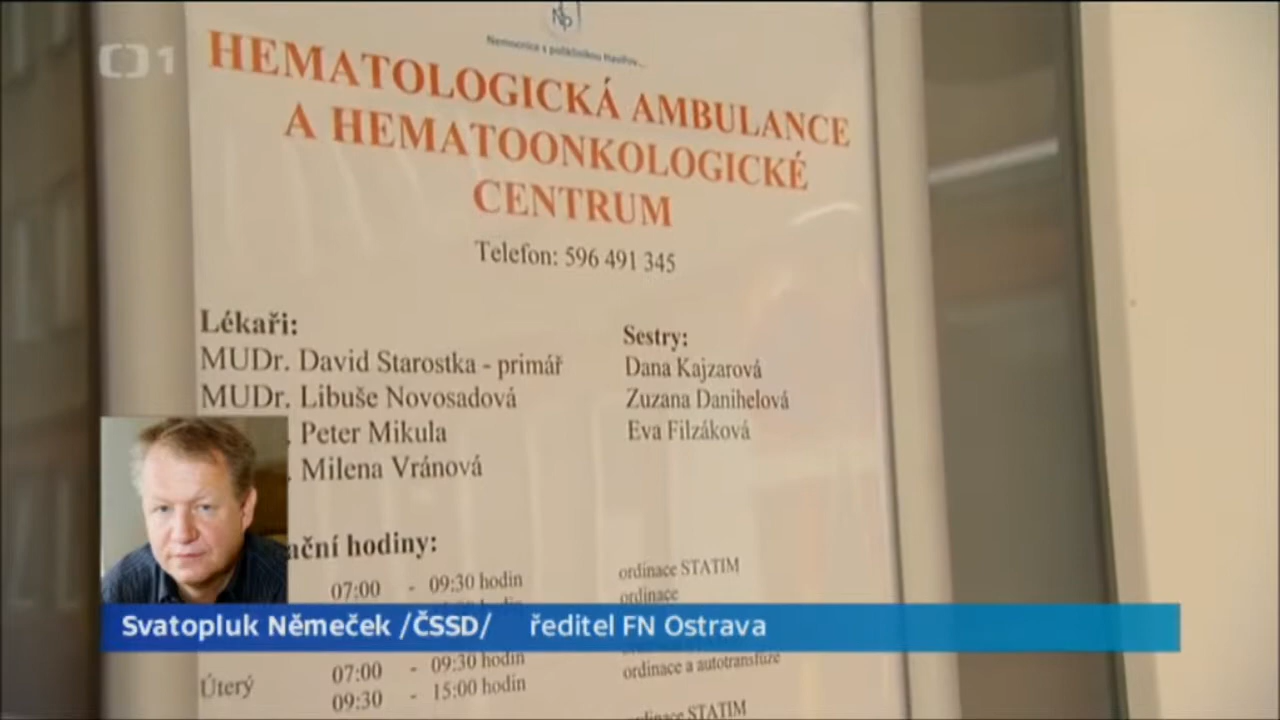 1
Nemocnice s poliklinikou Havířov
HEMATOLOGICKÁ AMBULANCE
A HEMATOONKOLOGICKÉ
CENTRUM
Telefon: 596 491 345
Lékaři:
MUDr. David Starostka - primář
MUDr. Libuše Novosadová
Peter Mikula
Milena Vránová
Sestry:
Dana Kajzarová
Zuzana Danihelová
Eva Filzáková
ační hodiny:
07:00 - 09:30 hodin ordinace STATIM
ordinace
Svatopluk Němeček /ČSSD/ ředitel FN Ostrava
07:00 - 09:30 hodin ordinace a autotransfuze
Úterý 09:30 - 15:00 hodin
ordinace STATIM